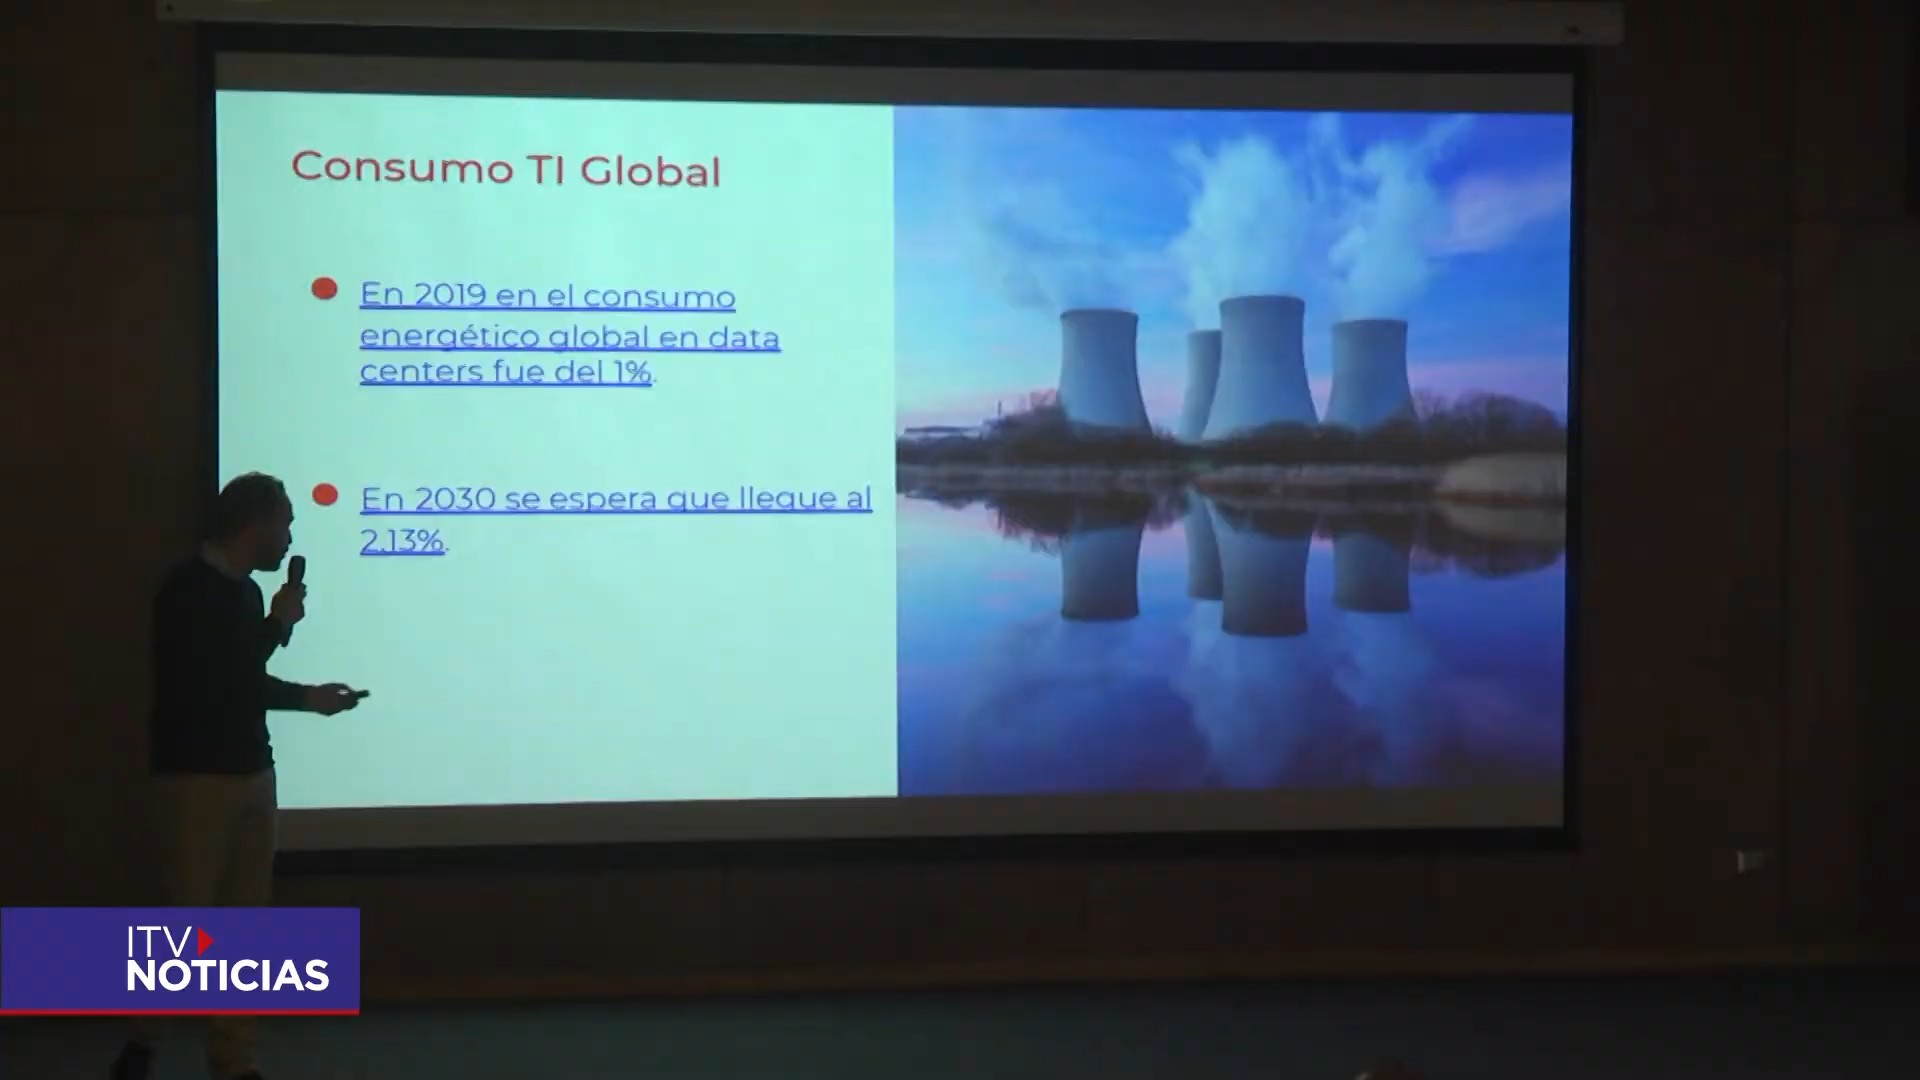 Consumo TI Global
En 2019 en el consumo
energético global en data
centers fue del 1%.
En 2030 se espera que llegue al
2,13%.
ITV
NOTICIAS